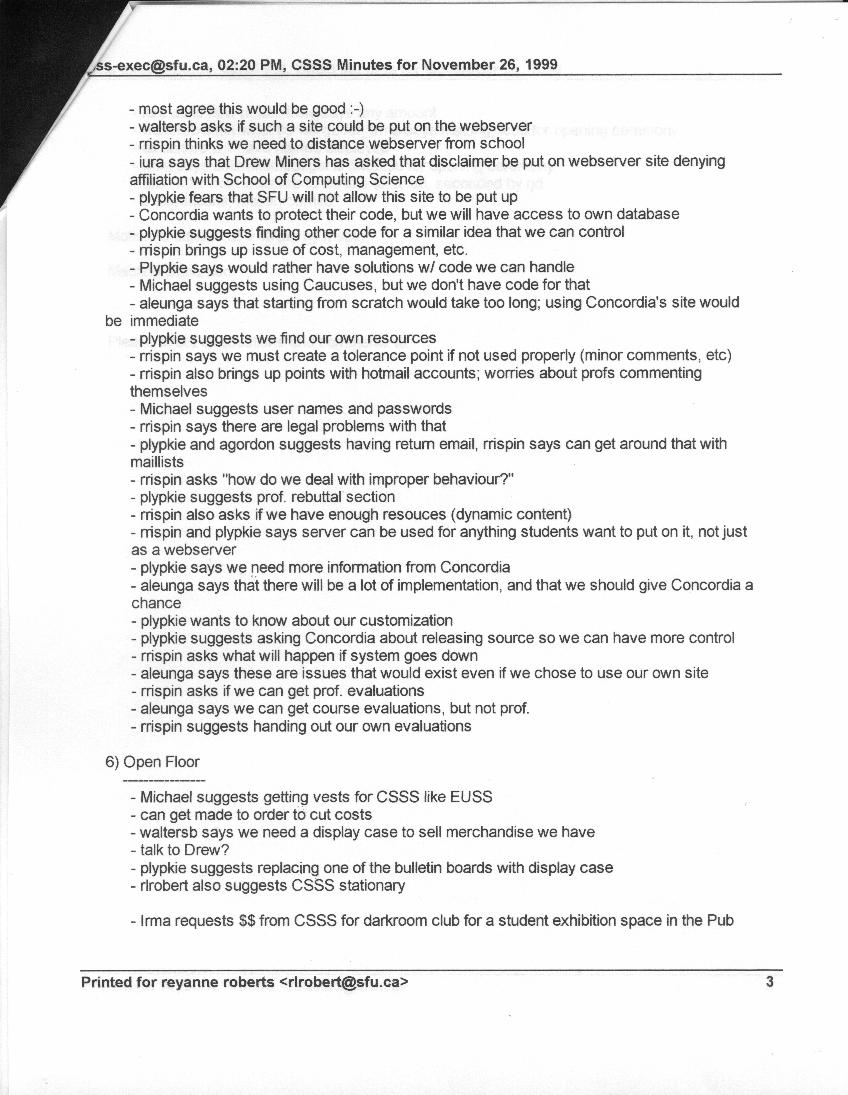 ss-exec@sfu.ca, 02:20 PM, CSSS Minutes for November 26, 1999
- most agree this would be good :-)
- waltersb asks if such a site could be put on the webserver
- rrispin thinks we need to distance webserver from school
- iura says that Drew Miners has asked that disclaimer be put on webserver site denying
affiliation with School of Computing Science
- plypkie fears that SFU will not allow this site to be put up
- Concordia wants to protect their code, but we will have access to own database
- plypkie suggests finding other code for a similar idea that we can control
- rrispin brings up issue of cost, management, etc.
- Plypkie says would rather have solutions w/ code we can handle
- Michael suggests using Caucuses, but we don't have code for that
- aleunga says that starting from scratch would take too long; using Concordia's site would
be immediate
- plypkie suggests we find our own resources
- rrispin says we must create a tolerance point if not used properly (minor comments, etc)
- rrispin also brings up points with hotmail accounts; worries about profs commenting
themselves
- Michael suggests user names and passwords
- rrispin says there are legal problems with that
- plypkie and agordon suggests having return email, rrispin says can get around that with
maillists
- rrispin asks "how do we deal with improper behaviour?"
- plypkie suggests prof. rebuttal section
- rrispin also asks if we have enough resouces (dynamic content)
- rrispin and plypkie says server can be used for anything students want to put on it, not just
as a webserver
- plypkie says we need more information from Concordia
- aleunga says that there will be a lot of implementation, and that we should give Concordia a
chance
- plypkie wants to know about our customization
- plypkie suggests asking Concordia about releasing source so we can have more control
- rrispin asks what will happen if system goes down
- aleunga says these are issues that would exist even if we chose to use our own site
- rrispin asks if we can get prof. evaluations
- aleunga says we can get course evaluations, but not prof.
- rrispin suggests handing out our own evaluations
6) Open Floor
----------------
- Michael suggests getting vests for CSSS like EUSS
- can get made to order to cut costs
- waltersb says we need a display case to sell merchandise we have
- talk to Drew?
- plypkie suggests replacing one of the bulletin boards with display case
- rlrobert also suggests CSSS stationary
- Irma requests $$ from CSSS for darkroom club for a student exhibition space in the Pub
Printed for reyanne roberts <rlrobert@sfu.ca> 3